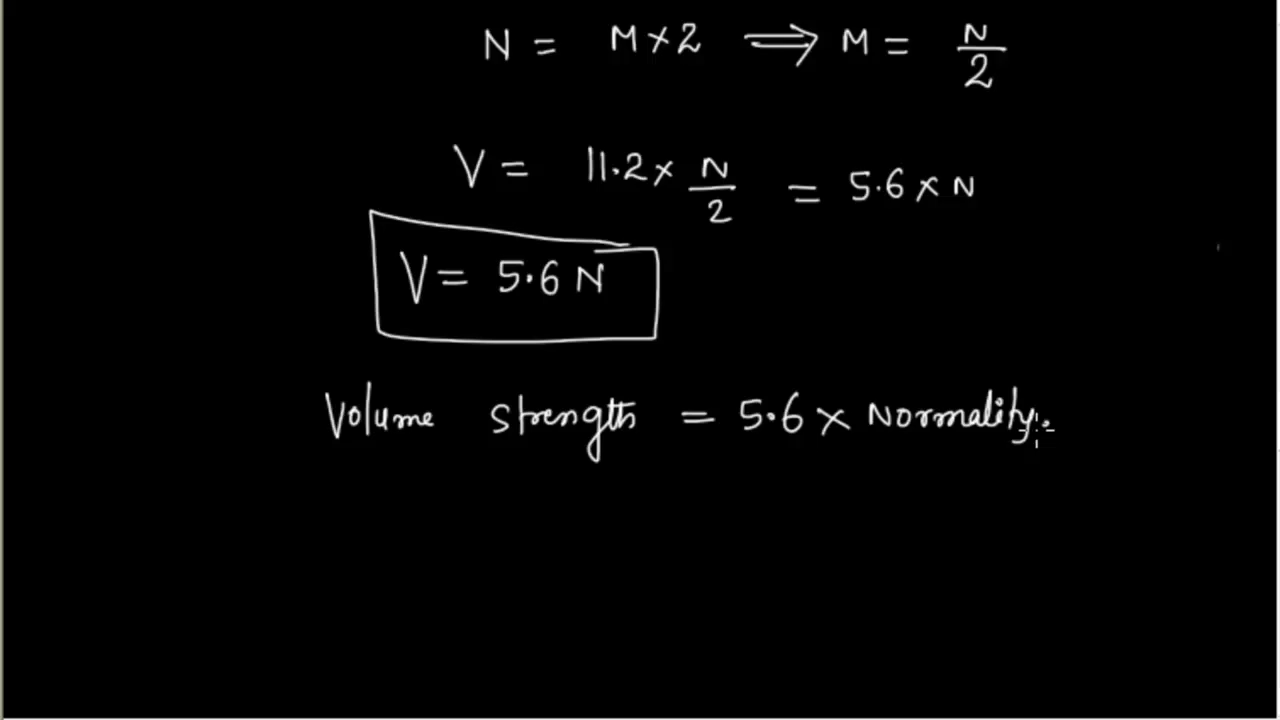 N = M × 2 ⟹ M = N/2
V = 11.2 × N/2 = 5.6 × N
V = 5.6 N
Volume strength = 5.6 × Normality.